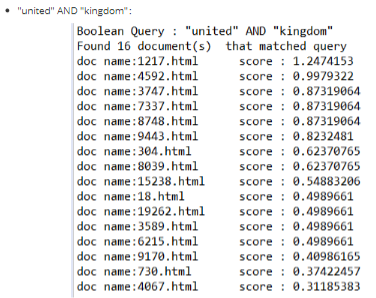 • "united" AND "kingdom":
Boolean Query : "united" AND "kingdom"
Found 16 document(s)  that matched query
doc name:1217.html score : 1.2474153
doc name:4592.html score : 0.9979322
doc name:3747.html score : 0.87319064
doc name:7337.html score : 0.87319064
doc name:8748.html score : 0.87319064
doc name:9443.html score : 0.8232481
doc name:304.html score : 0.62370765
doc name:8039.html score : 0.62370765
doc name:15238.html score : 0.54883206
doc name:18.html score : 0.4989661
doc name:19262.html score : 0.4989661
doc name:3589.html score : 0.4989661
doc name:6215.html score : 0.4989661
doc name:9170.html score : 0.40986165
doc name:730.html score : 0.37422457
doc name:4067.html score : 0.31185383